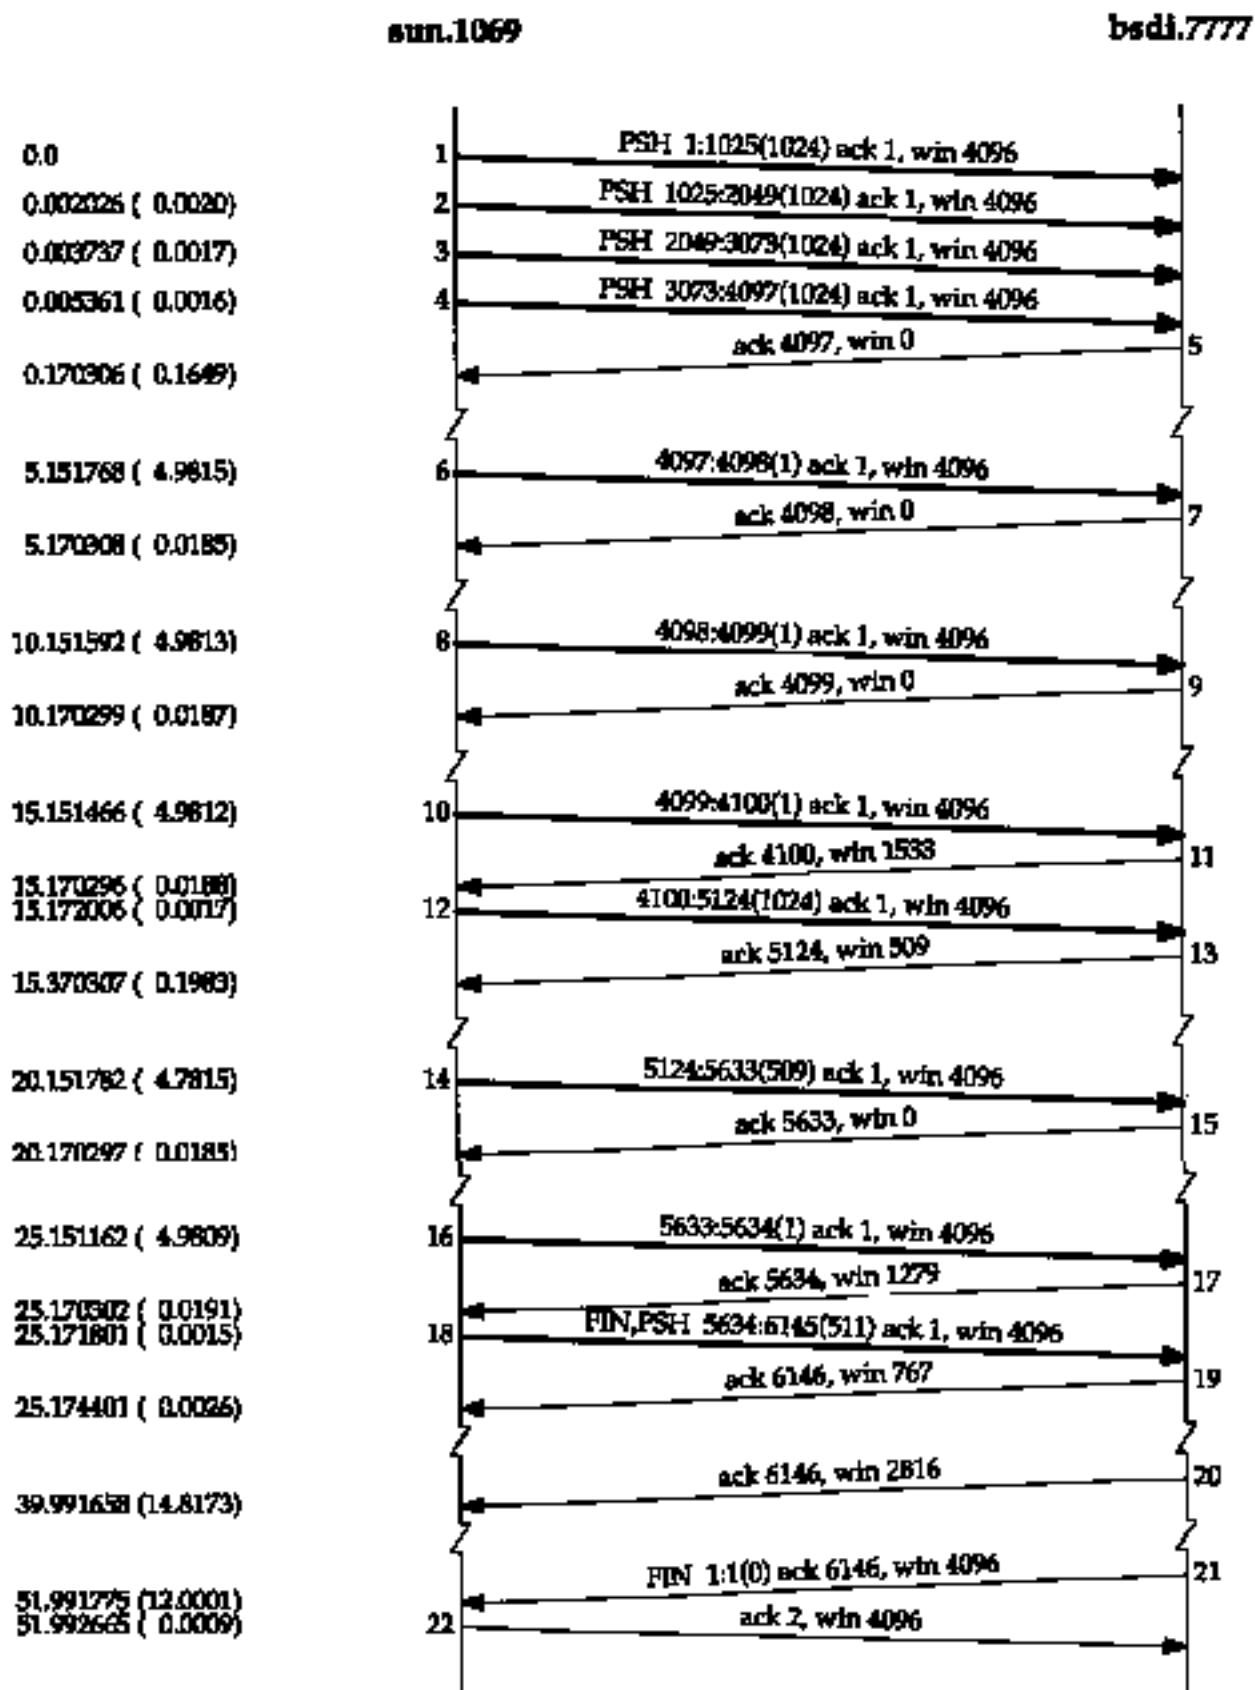 sun.1069 bsdi.7777
0.0 1 PSH 1:1025(1024) ack 1, win 4096
0.002026 ( 0.0020) 2 PSH 1025:2049(1024) ack 1, win 4096
0.003737 ( 0.0017) 3 PSH 2049:3073(1024) ack 1, win 4096
0.005361 ( 0.0016) 4 PSH 3073:4097(1024) ack 1, win 4096
ack 4097, win 0 5
0.170306 ( 0.1649)
5.151768 ( 4.9815) 6 4097:4098(1) ack 1, win 4096
ack 4098, win 0 7
5.170308 ( 0.0185)
10.151592 ( 4.9813) 8 4098:4099(1) ack 1, win 4096
ack 4099, win 0 9
10.170299 ( 0.0187)
15.151466 ( 4.9812) 10 4099:4100(1) ack 1, win 4096
ack 4100, win 1533 11
15.170296 ( 0.0188)
15.172006 ( 0.0017) 12 4100:5124(1024) ack 1, win 4096
ack 5124, win 509 13
15.370307 ( 0.1983)
20.151782 ( 4.7815) 14 5124:5633(509) ack 1, win 4096
ack 5633, win 0 15
20.170297 ( 0.0185)
25.151162 ( 4.9809) 16 5633:5634(1) ack 1, win 4096
ack 5634, win 1279 17
25.170302 ( 0.0191)
25.171801 ( 0.0015) 18 FIN,PSH 5634:6145(511) ack 1, win 4096
ack 6146, win 767 19
25.174401 ( 0.0026)
ack 6146, win 2816 20
39.991658 (14.8173)
FIN 1:1(0) ack 6146, win 4096 21
51.991775 (12.0001)
51.992665 ( 0.0009) 22 ack 2, win 4096